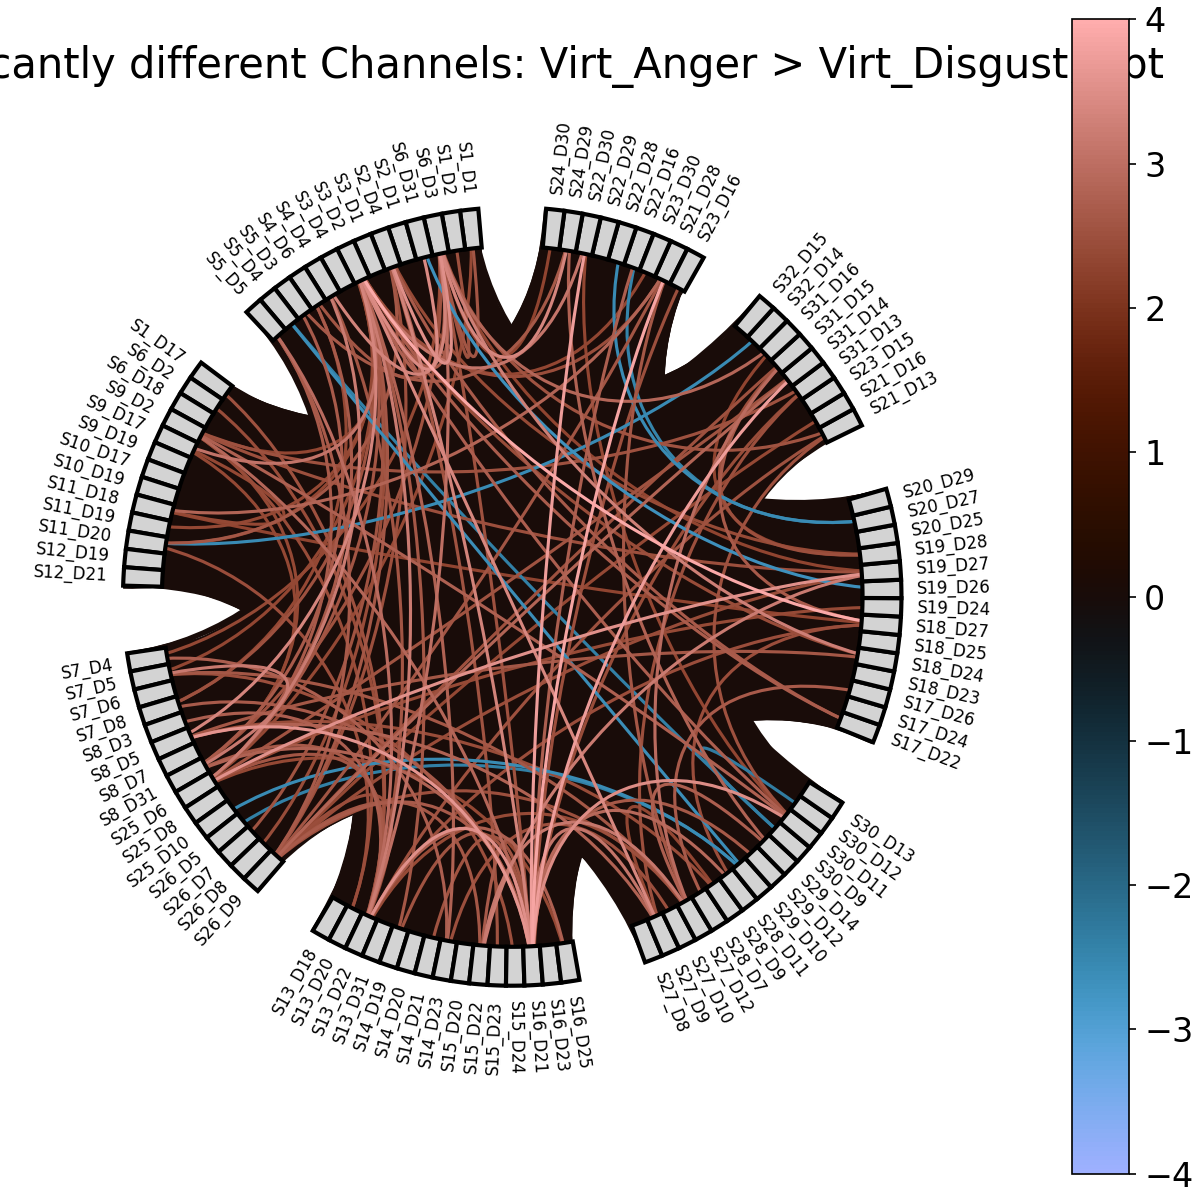 cantly different Channels: Virt_Anger > Virt_Disgust pt
S1_D1
S1_D2
S6_D3
S6_D31
S2_D1
S2_D4
S3_D1
S3_D2
S3_D4
S4_D4
S4_D6
S5_D3
S5_D4
S5_D5
S1_D17
S6_D2
S6_D18
S9_D2
S9_D17
S9_D19
S10_D17
S10_D19
S11_D18
S11_D19
S11_D20
S12_D19
S12_D21
S7_D4
S7_D5
S7_D6
S7_D8
S8_D3
S8_D5
S8_D7
S8_D31
S25_D6
S25_D8
S25_D10
S26_D5
S26_D7
S26_D8
S26_D9
S13_D18
S13_D20
S13_D22
S13_D31
S14_D19
S14_D20
S14_D21
S14_D23
S15_D20
S15_D22
S15_D23
S15_D24
S16_D21
S16_D23
S16_D25
S27_D8
S27_D9
S27_D10
S27_D12
S28_D7
S28_D9
S28_D11
S29_D10
S29_D12
S29_D14
S30_D9
S30_D11
S30_D12
S30_D13
S17_D22
S17_D24
S17_D26
S18_D23
S18_D24
S18_D25
S18_D27
S19_D24
S19_D26
S19_D27
S19_D28
S20_D25
S20_D27
S20_D29
S21_D13
S21_D16
S23_D15
S31_D13
S31_D14
S31_D15
S31_D16
S32_D14
S32_D15
S23_D16
S21_D28
S23_D30
S22_D16
S22_D28
S22_D29
S22_D30
S24_D29
S24_D30
4
3
2
1
0
−1
−2
−3
−4